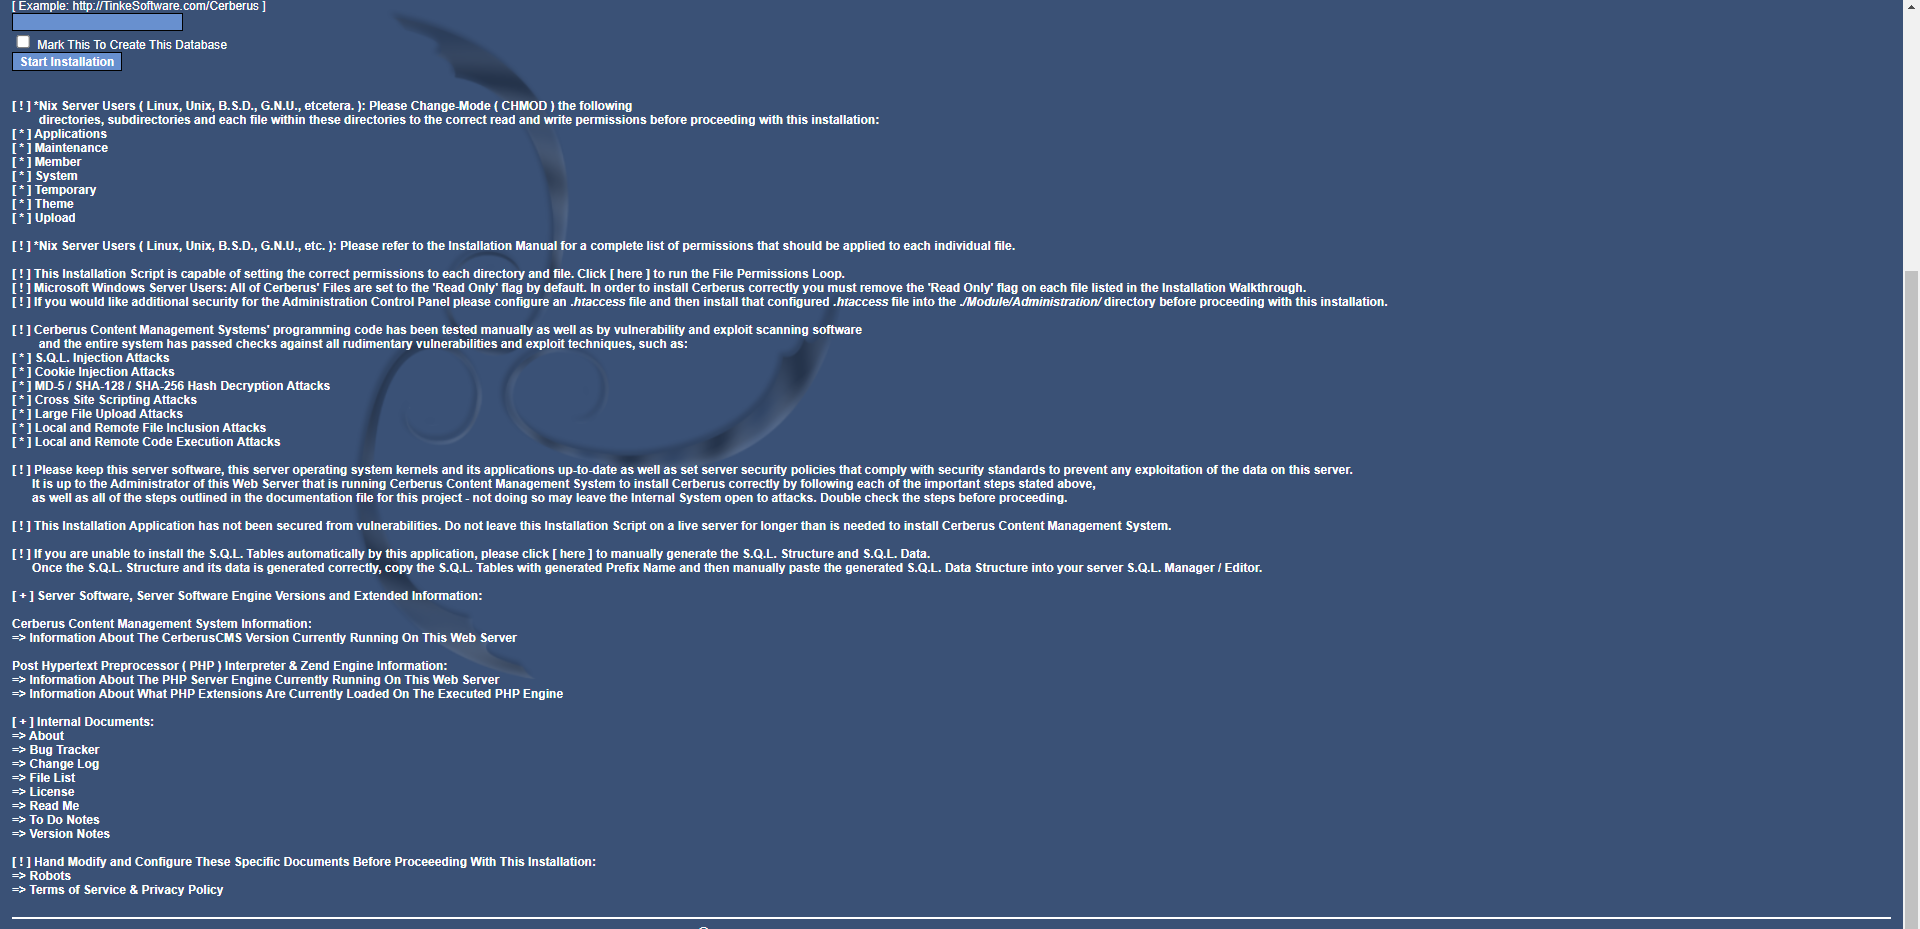 [ Example: http://TinkeSoftware.com/Cerberus ]
Mark This To Create This Database
Start Installation
[ ! ] *Nix Server Users ( Linux, Unix, B.S.D., G.N.U., etcetera. ): Please Change-Mode ( CHMOD ) the following
directories, subdirectories and each file within these directories to the correct read and write permissions before proceeding with this installation:
[ * ] Applications
[ * ] Maintenance
[ * ] Member
[ * ] System
[ * ] Temporary
[ * ] Theme
[ * ] Upload
[ ! ] *Nix Server Users ( Linux, Unix, B.S.D., G.N.U., etc. ): Please refer to the Installation Manual for a complete list of permissions that should be applied to each individual file.
[ ! ] This Installation Script is capable of setting the correct permissions to each directory and file. Click [ here ] to run the File Permissions Loop.
[ ! ] Microsoft Windows Server Users: All of Cerberus' Files are set to the 'Read Only' flag by default. In order to install Cerberus correctly you must remove the 'Read Only' flag on each file listed in the Installation Walkthrough.
[ ! ] If you would like additional security for the Administration Control Panel please configure an .htaccess file and then install that configured .htaccess file into the ./Module/Administration/ directory before proceeding with this installation.
[ ! ] Cerberus Content Management Systems' programming code has been tested manually as well as by vulnerability and exploit scanning software
and the entire system has passed checks against all rudimentary vulnerabilities and exploit techniques, such as:
[ * ] S.Q.L. Injection Attacks
[ * ] Cookie Injection Attacks
[ * ] MD-5 / SHA-128 / SHA-256 Hash Decryption Attacks
[ * ] Cross Site Scripting Attacks
[ * ] Large File Upload Attacks
[ * ] Local and Remote File Inclusion Attacks
[ * ] Local and Remote Code Execution Attacks
[ ! ] Please keep this server software, this server operating system kernels and its applications up-to-date as well as set server security policies that comply with security standards to prevent any exploitation of the data on this server.
It is up to the Administrator of this Web Server that is running Cerberus Content Management System to install Cerberus correctly by following each of the important steps stated above,
as well as all of the steps outlined in the documentation file for this project - not doing so may leave the Internal System open to attacks. Double check the steps before proceeding.
[ ! ] This Installation Application has not been secured from vulnerabilities. Do not leave this Installation Script on a live server for longer than is needed to install Cerberus Content Management System.
[ ! ] If you are unable to install the S.Q.L. Tables automatically by this application, please click [ here ] to manually generate the S.Q.L. Structure and S.Q.L. Data.
Once the S.Q.L. Structure and its data is generated correctly, copy the S.Q.L. Tables with generated Prefix Name and then manually paste the generated S.Q.L. Data Structure into your server S.Q.L. Manager / Editor.
[ + ] Server Software, Server Software Engine Versions and Extended Information:
Cerberus Content Management System Information:
=> Information About The CerberusCMS Version Currently Running On This Web Server
Post Hypertext Preprocessor ( PHP ) Interpreter & Zend Engine Information:
=> Information About The PHP Server Engine Currently Running On This Web Server
=> Information About What PHP Extensions Are Currently Loaded On The Executed PHP Engine
[ + ] Internal Documents:
=> About
=> Bug Tracker
=> Change Log
=> File List
=> License
=> Read Me
=> To Do Notes
=> Version Notes
[ ! ] Hand Modify and Configure These Specific Documents Before Proceeeding With This Installation:
=> Robots
=> Terms of Service & Privacy Policy